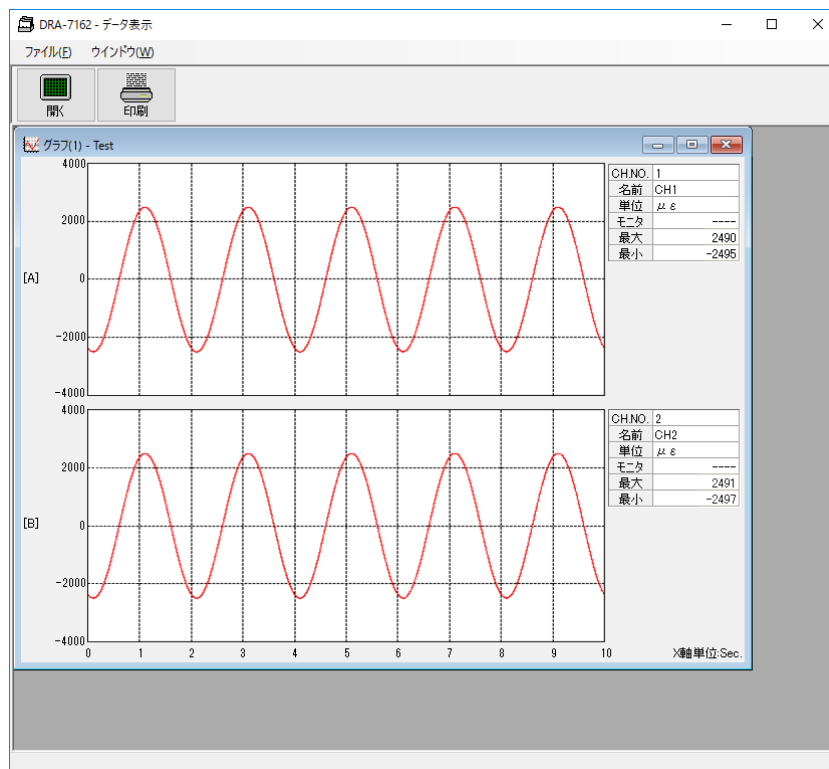 DRA-7162 - データ表示
ファイル(F) ウインドウ(W)
開く 印刷
グラフ(1) - Test
4000
2000
[A] 0
-2000
-4000
CH.NO. 1
名前 CH1
単位 με
モニタ ----
最大 2490
最小 -2495
4000
2000
[B] 0
-2000
-4000
0 1 2 3 4 5 6 7 8 9 10
CH.NO. 2
名前 CH2
単位 με
モニタ ----
最大 2491
最小 -2497
X軸単位:Sec.